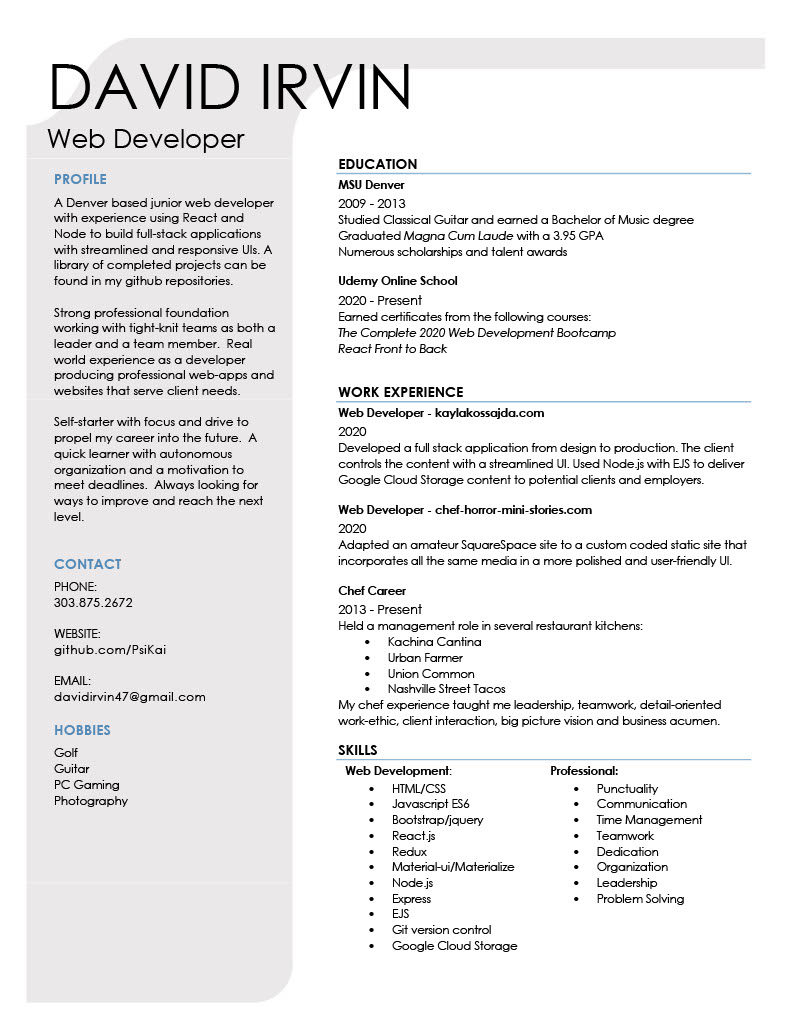 DAVID IRVIN
Web Developer
PROFILE
A Denver based junior web developer
with experience using React and
Node to build full-stack applications
with streamlined and responsive UIs. A
library of completed projects can be
found in my github repositories.
Strong professional foundation
working with tight-knit teams as both a
leader and a team member.  Real
world experience as a developer
producing professional web-apps and
websites that serve client needs.
Self-starter with focus and drive to
propel my career into the future.  A
quick learner with autonomous
organization and a motivation to
meet deadlines.  Always looking for
ways to improve and reach the next
level.
CONTACT
PHONE:
303.875.2672
WEBSITE:
github.com/PsiKai
EMAIL:
davidirvin47@gmail.com
HOBBIES
Golf
Guitar
PC Gaming
Photography
EDUCATION
MSU Denver
2009 - 2013
Studied Classical Guitar and earned a Bachelor of Music degree
Graduated Magna Cum Laude with a 3.95 GPA
Numerous scholarships and talent awards
Udemy Online School
2020 - Present
Earned certificates from the following courses:
The Complete 2020 Web Development Bootcamp
React Front to Back
WORK EXPERIENCE
Web Developer - kaylakossajda.com
2020
Developed a full stack application from design to production. The client
controls the content with a streamlined UI. Used Node.js with EJS to deliver
Google Cloud Storage content to potential clients and employers.
Web Developer - chef-horror-mini-stories.com
2020
Adapted an amateur SquareSpace site to a custom coded static site that
incorporates all the same media in a more polished and user-friendly UI.
Chef Career
2013 - Present
Held a management role in several restaurant kitchens:
• Kachina Cantina
• Urban Farmer
• Union Common
• Nashville Street Tacos
My chef experience taught me leadership, teamwork, detail-oriented
work-ethic, client interaction, big picture vision and business acumen.
SKILLS
Web Development:
• HTML/CSS
• Javascript ES6
• Bootstrap/jquery
• React.js
• Redux
• Material-ui/Materialize
• Node.js
• Express
• EJS
• Git version control
• Google Cloud Storage
Professional:
• Punctuality
• Communication
• Time Management
• Teamwork
• Dedication
• Organization
• Leadership
• Problem Solving